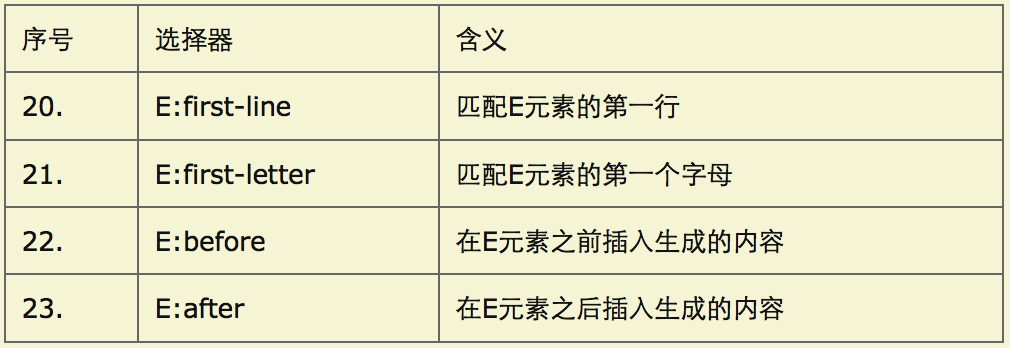 序号 选择器 含义
20. E:first-line 匹配E元素的第一行
21. E:first-letter 匹配E元素的第一个字母
22. E:before 在E元素之前插入生成的内容
23. E:after 在E元素之后插入生成的内容